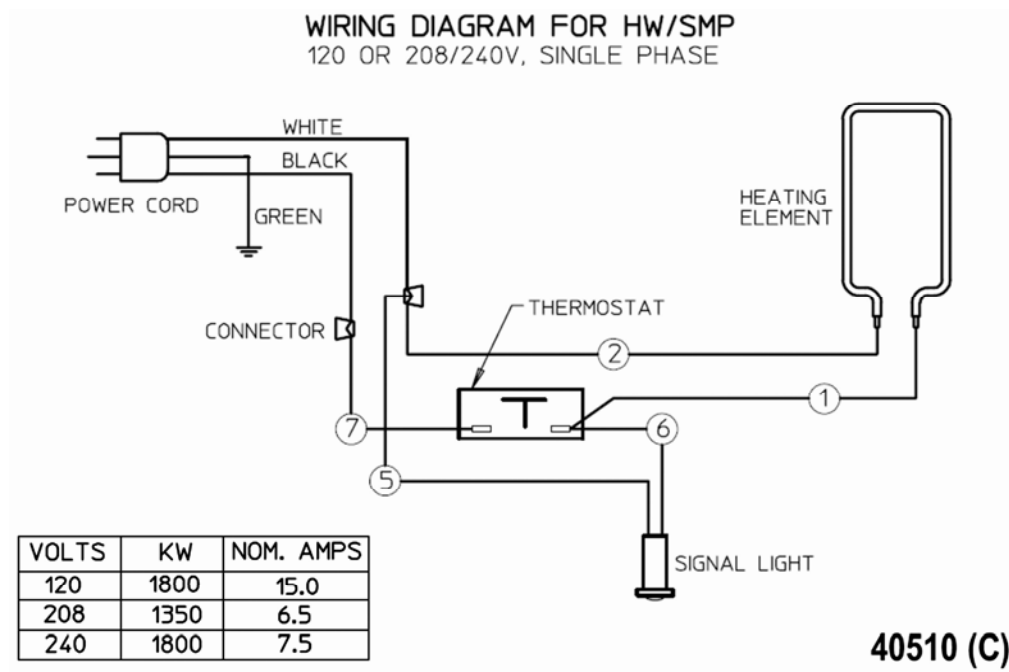 WIRING DIAGRAM FOR HW/SMP
120 OR 208/240V, SINGLE PHASE
WHITE
BLACK
POWER CORD
GREEN
HEATING
ELEMENT
THERMOSTAT
CONNECTOR
2
1
T
7
6
5
SIGNAL LIGHT
VOLTS KW NOM. AMPS
120 1800 15.0
208 1350 6.5
240 1800 7.5
40510 (C)